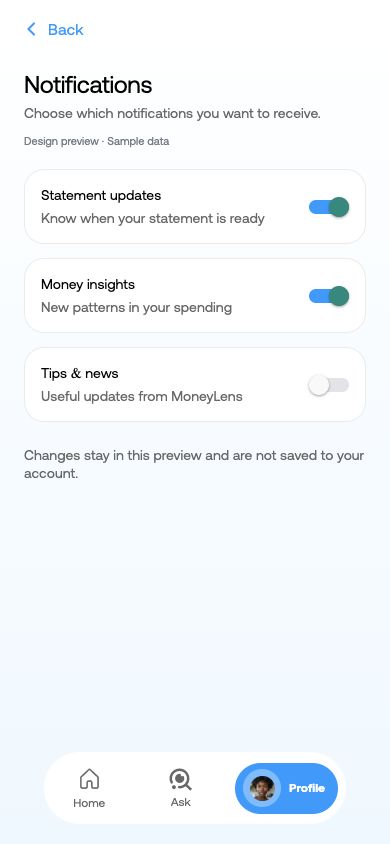 Back
Notifications
Choose which notifications you want to receive.
Design preview · Sample data
Statement updates
Know when your statement is ready
Money insights
New patterns in your spending
Tips & news
Useful updates from MoneyLens
Changes stay in this preview and are not saved to your
account.
Home
Ask
Profile